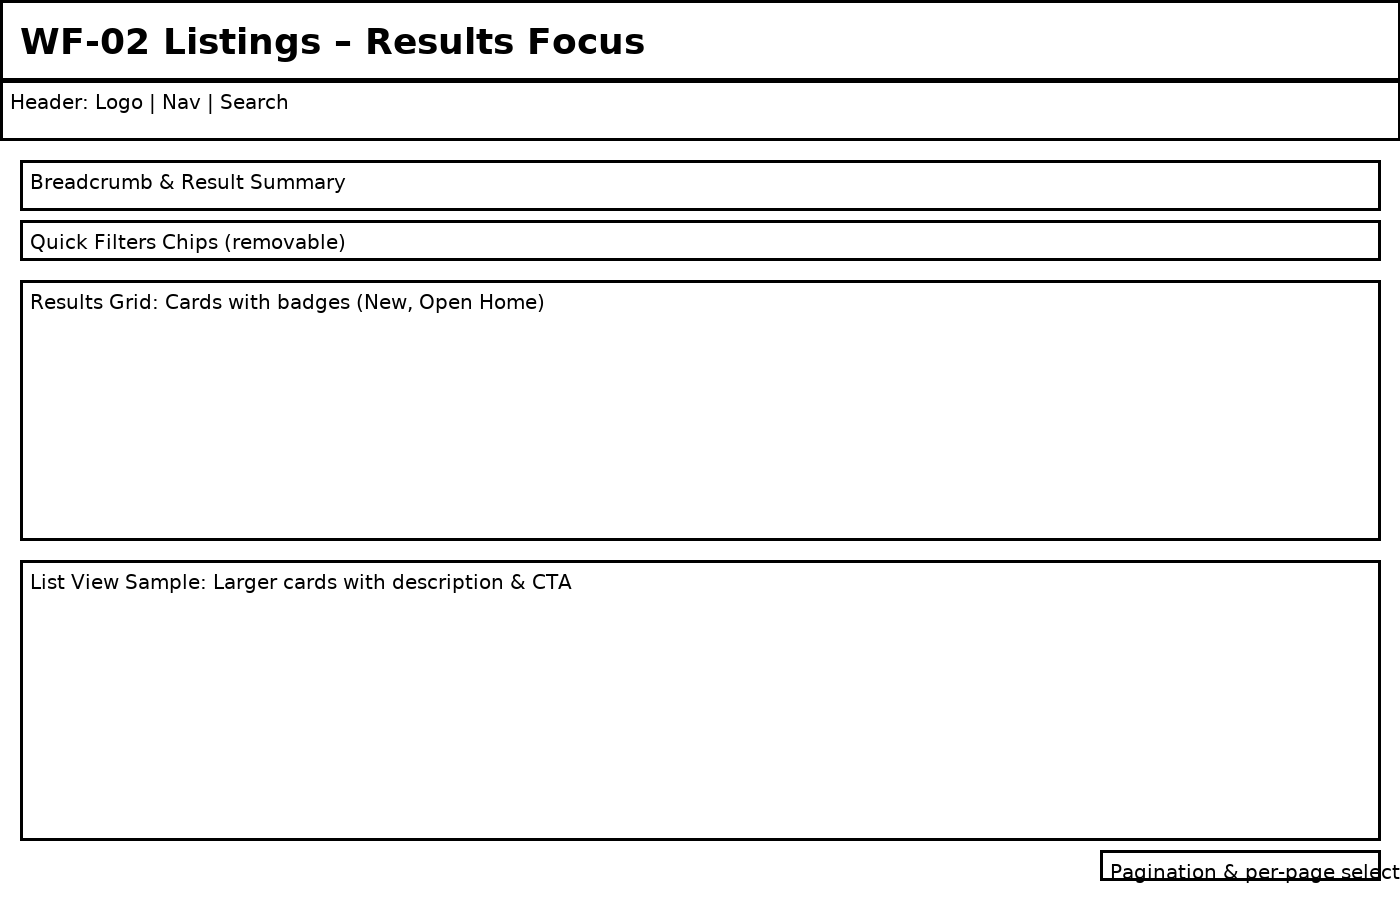 WF-02 Listings – Results Focus
Header: Logo | Nav | Search
Breadcrumb & Result Summary
Quick Filters Chips (removable)
Results Grid: Cards with badges (New, Open Home)
List View Sample: Larger cards with description & CTA
Pagination & per-page select